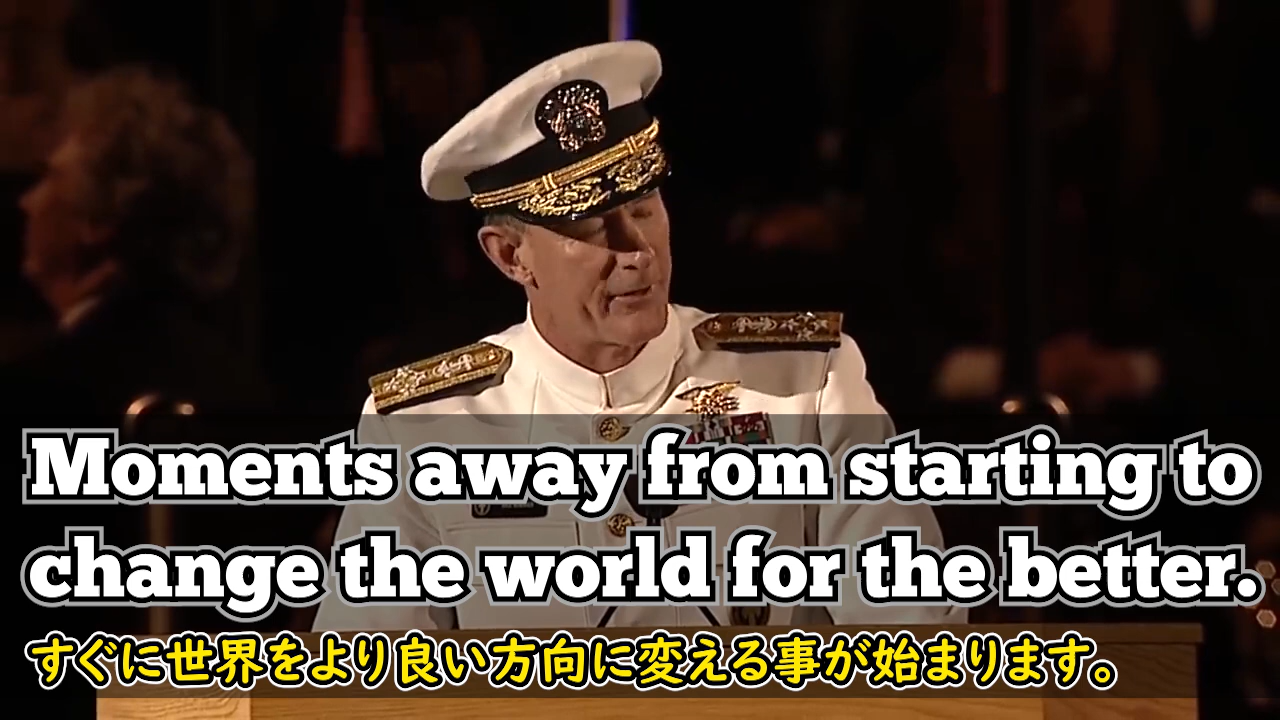 Moments away from starting to
change the world for the better.
すぐに世界をより良い方向に変える事が始まります。